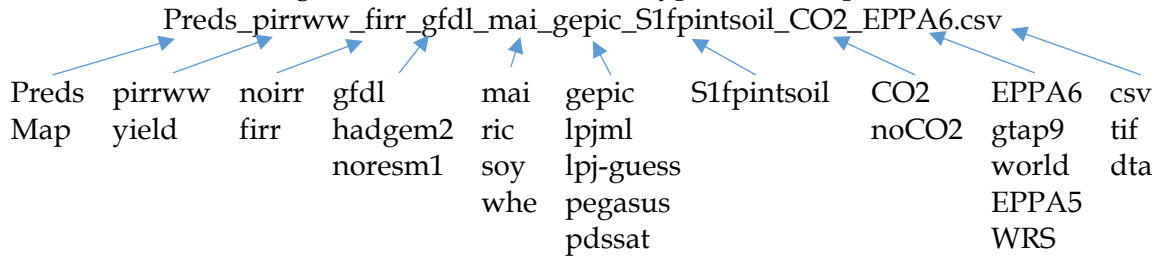 Preds_pirrww_firr_gfdl_mai_gepic_S1fpintsoil_CO2_EPPA6.csv
Preds pirrww noirr gfdl mai gepic S1fpintsoil CO2 EPPA6 csv
Map yield firr hadgem2 ric lpjml noCO2 gtap9 tif
noresm1 soy lpj-guess world dta
whe pegasus EPPA5
pdssat WRS